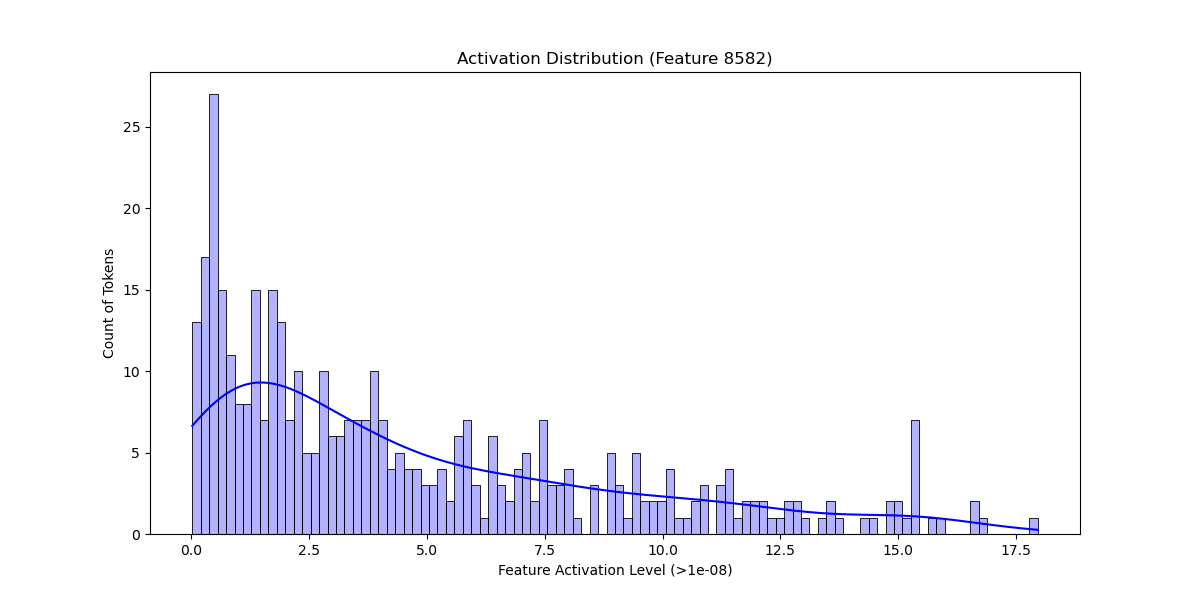 Activation Distribution (Feature 8582)
Count of Tokens
25
20
15
10
5
0
0.0 2.5 5.0 7.5 10.0 12.5 15.0 17.5
Feature Activation Level (>1e-08)